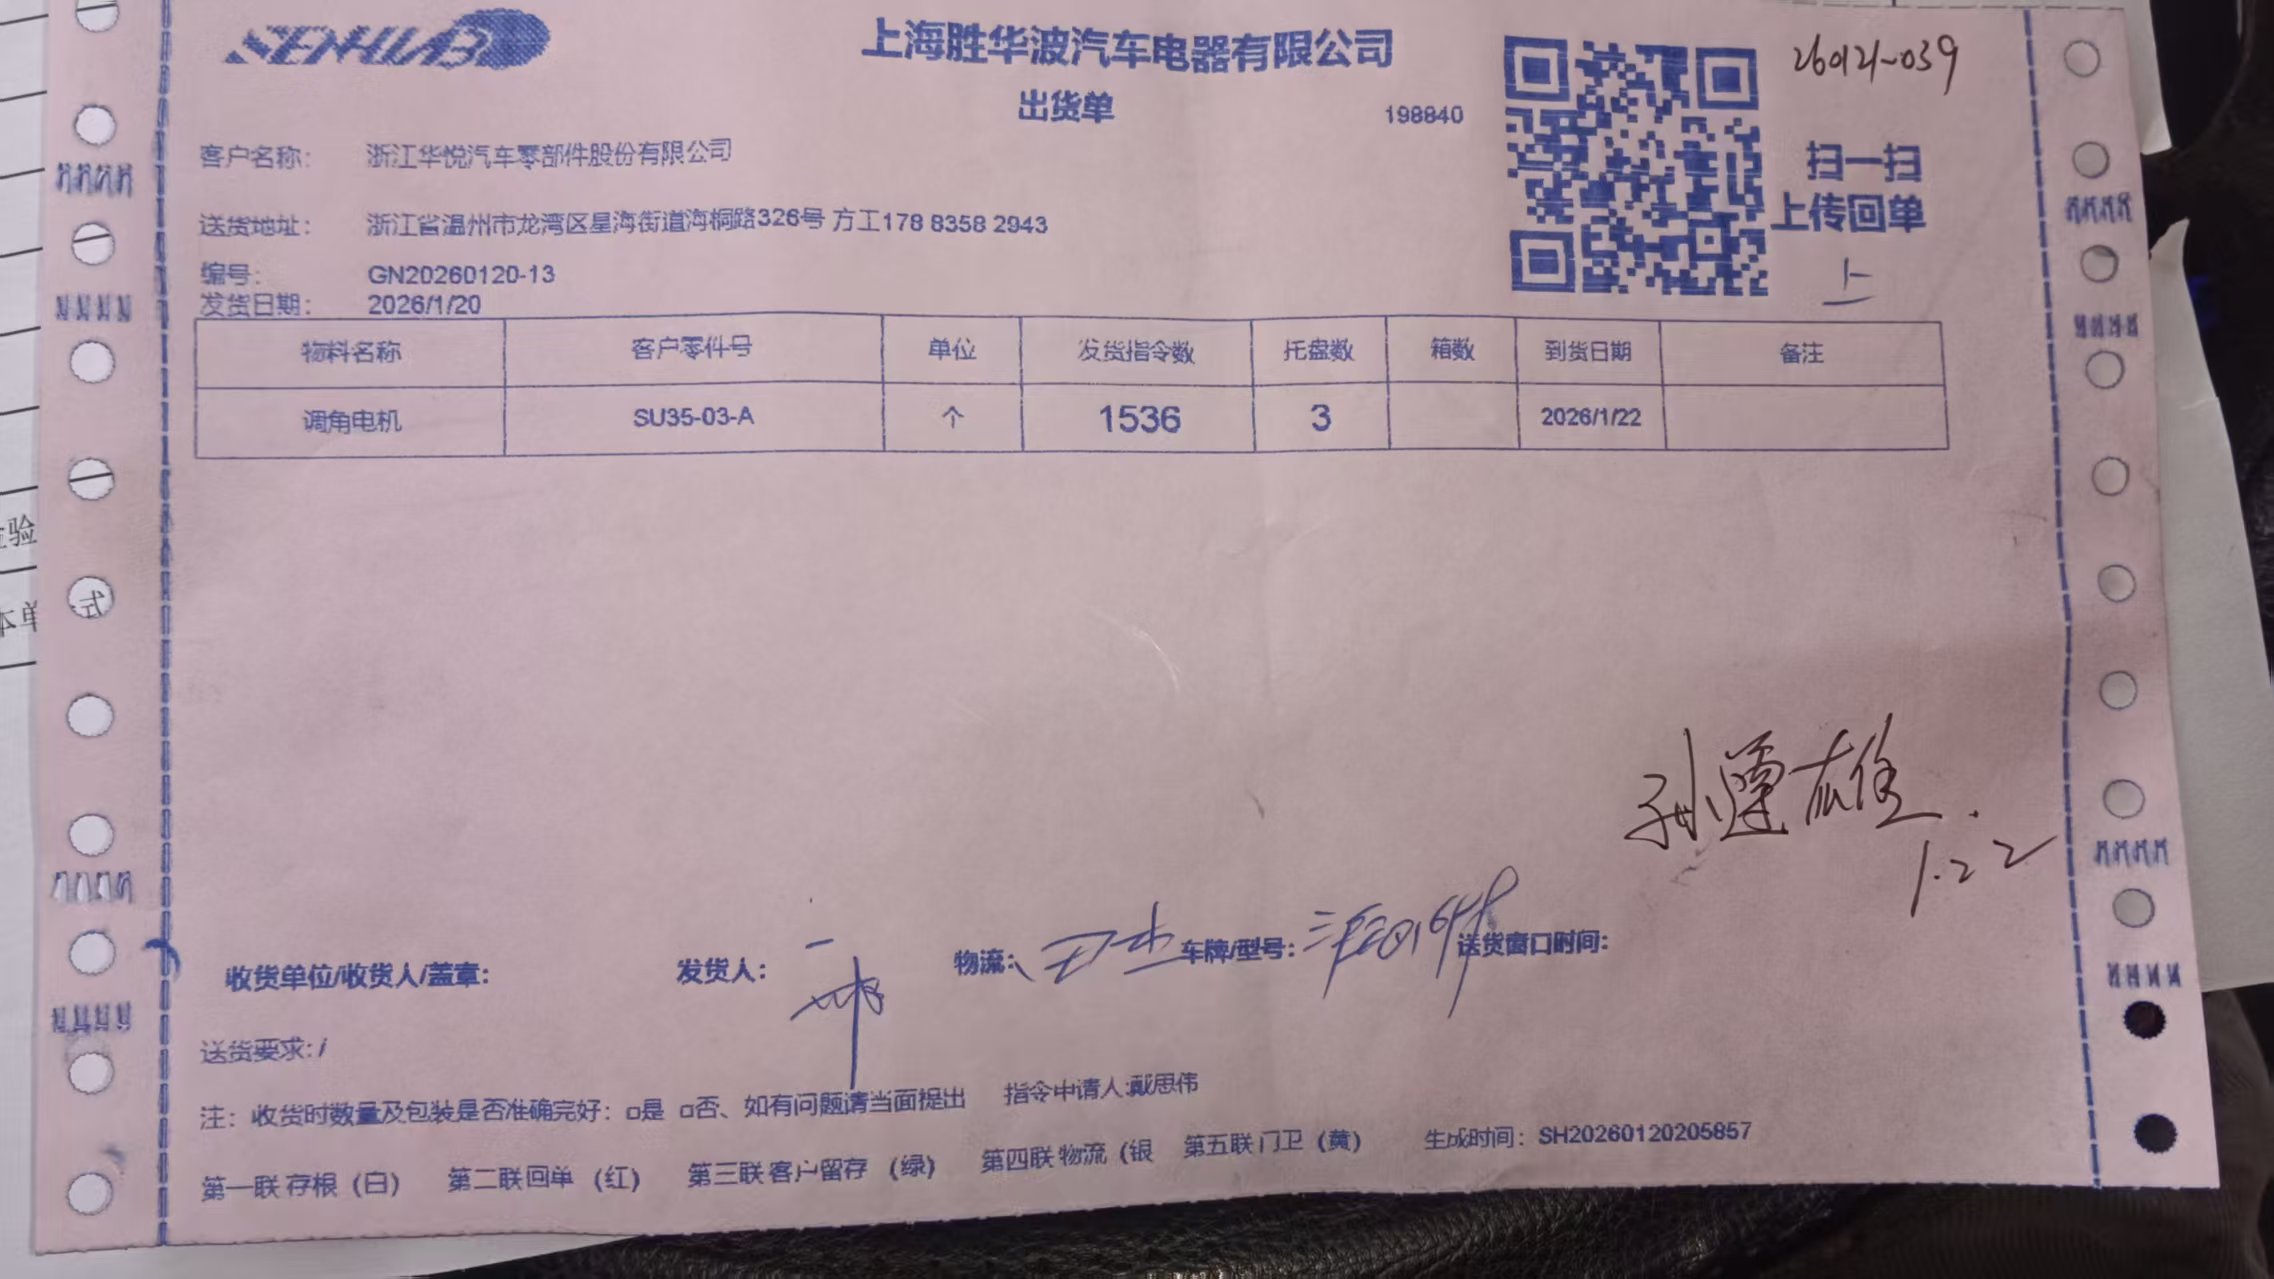 SENHWAB
上海胜华波汽车电器有限公司
260121-039
出货单
198840
扫一扫
上传回单
上
客户名称： 浙江华悦汽车零部件股份有限公司
送货地址： 浙江省温州市龙湾区星海街道海桐路326号 方工178 8358 2943
编号： GN20260120-13
发货日期： 2026/1/20
物料名称 客户零件号 单位 发货指令数 托盘数 箱数 到货日期 备注
调角电机 SU35-03-A 个 1536 3 2026/1/22
检验
本单 式
1.22
收货单位/收货人/盖章： 发货人： 物流： 车牌/型号： 送货窗口时间：
送货要求: /
注：收货时数量及包装是否准确完好：□是 □否、如有问题请当面提出 指令申请人:戴思伟
第一联存根（白） 第二联回单 （红） 第三联客户留存 （绿） 第四联物流（银 第五联门卫（黄） 生成时间： SH20260120205857